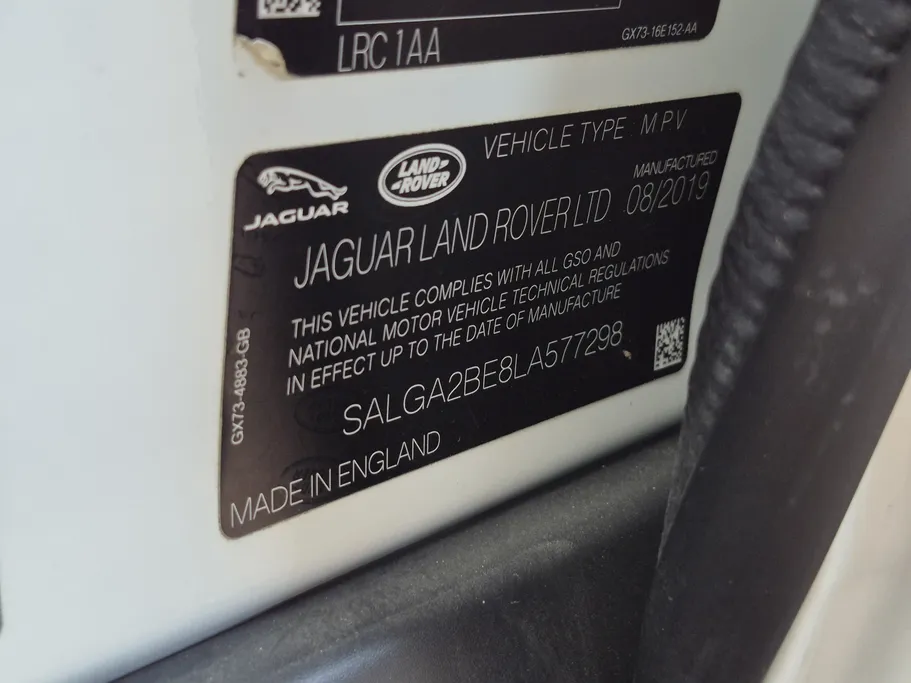 LRC 1AA
GX73-16E152-AA
JAGUAR
LAND-
-ROVER
VEHICLE TYPE M P V
MANUFACTURED
JAGUAR LAND ROVER LTD 08/2019
THIS VEHICLE COMPLIES WITH ALL GSO AND
NATIONAL MOTOR VEHICLE TECHNICAL REGULATIONS
IN EFFECT UP TO THE DATE OF MANUFACTURE
GX73-4883-GB
SALGA2BE8LA577298
MADE IN ENGLAND